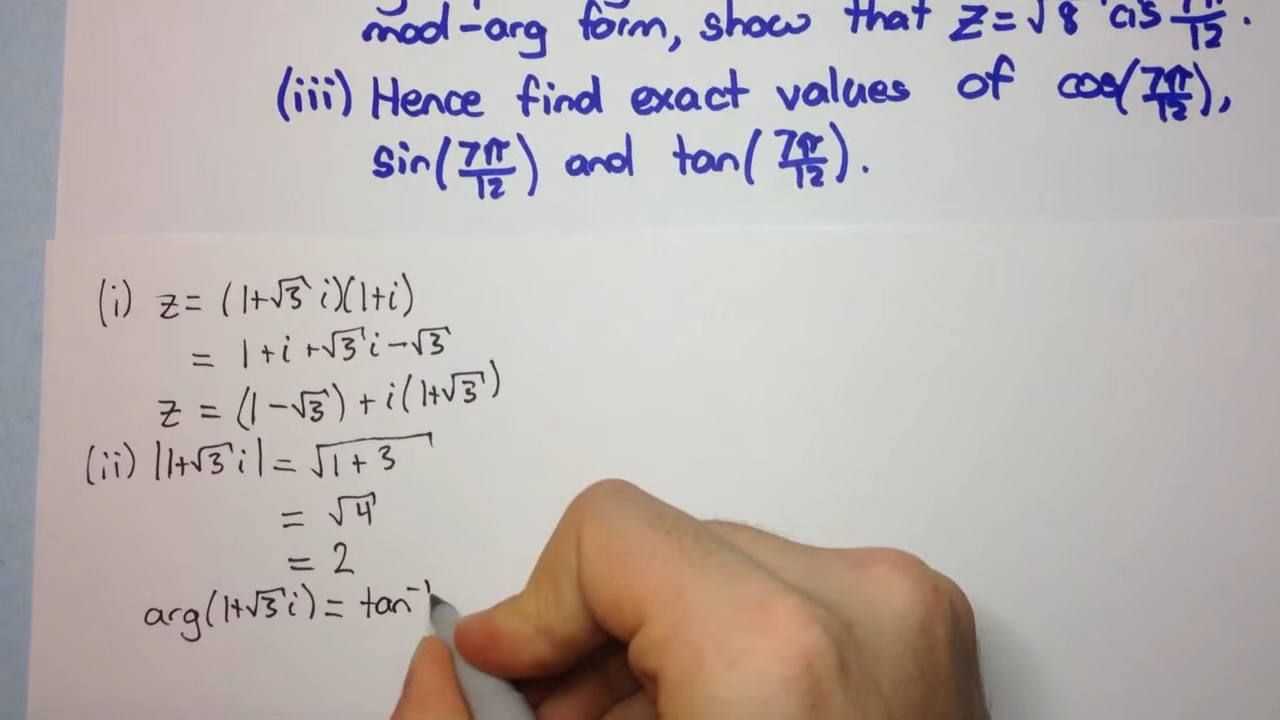 mod-arg form, show that z=√8 cis 7π/12.
(iii) Hence find exact values of cos(7π/12),
sin(7π/12) and tan(7π/12).
(i) z= (1+√3 i)(1+i)
= 1+i+√3 i-√3
z = (1-√3)+i(1+√3)
(ii) |1+√3 i| = √1+3
= √4
= 2
arg(1+√3 i) = tan⁻¹